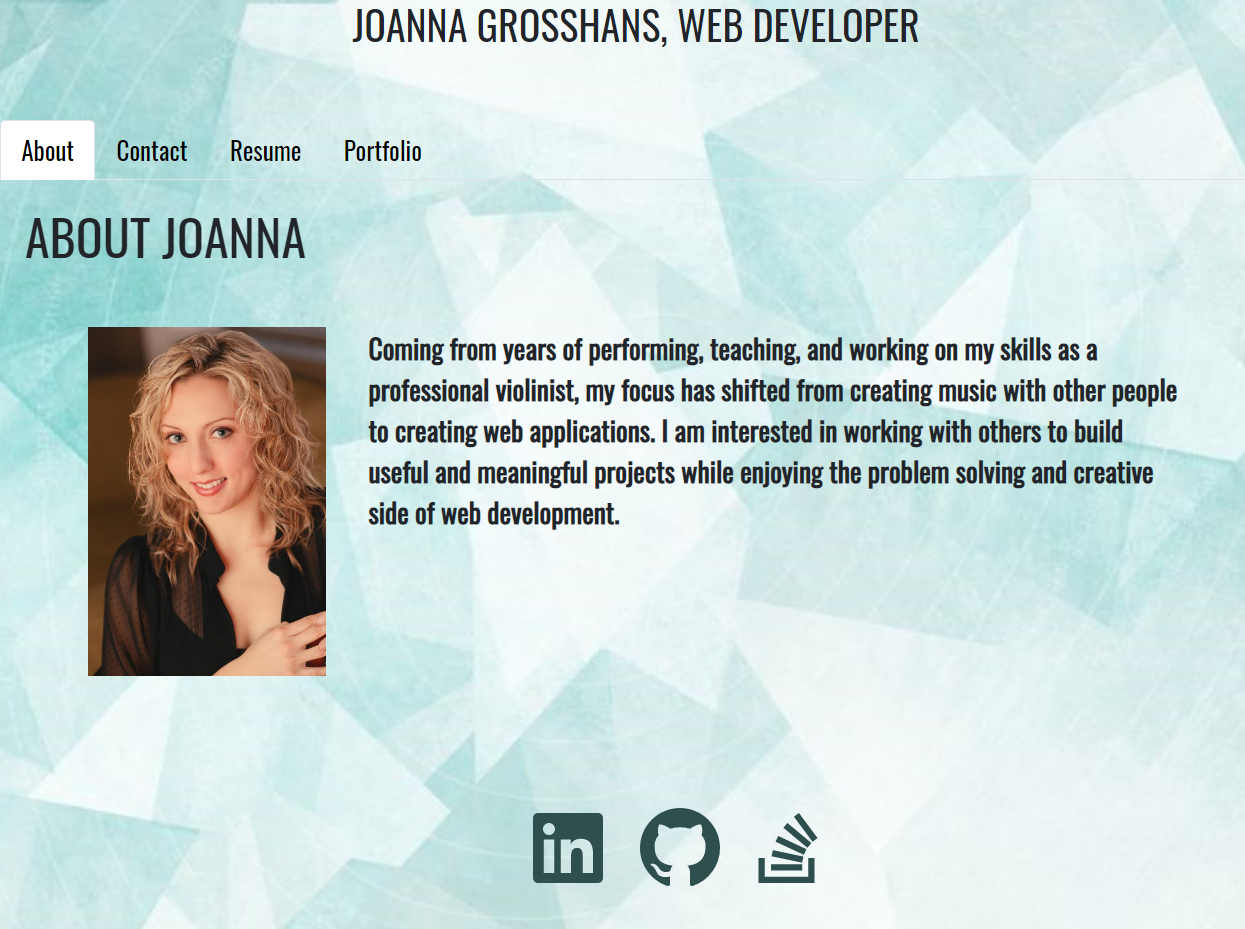 JOANNA GROSSHANS, WEB DEVELOPER
About Contact Resume Portfolio
ABOUT JOANNA
Coming from years of performing, teaching, and working on my skills as a
professional violinist, my focus has shifted from creating music with other people
to creating web applications. I am interested in working with others to build
useful and meaningful projects while enjoying the problem solving and creative
side of web development.
in